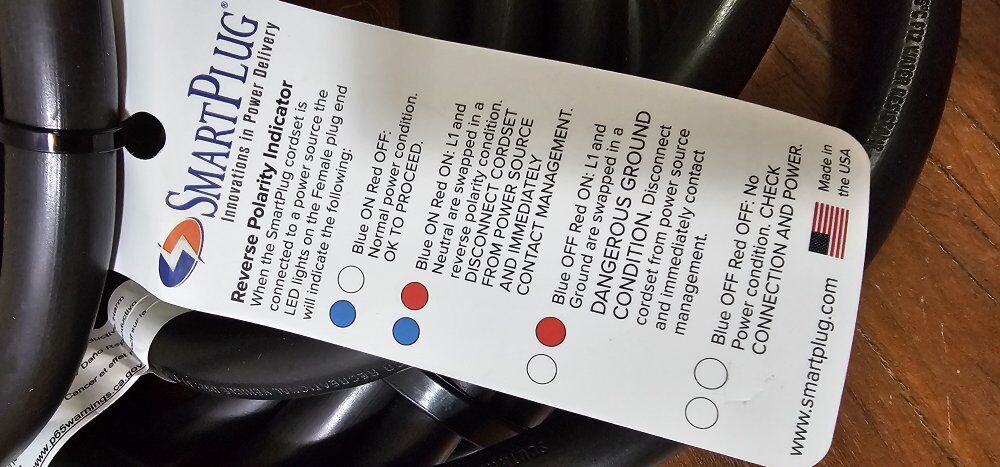 SMARTPLUG®
Innovations in Power Delivery
Reverse Polarity Indicator
When the SmartPlug cordset is
connected to a power source the
LED lights on the Female plug end
will indicate the following:
Blue ON Red OFF:
Normal power condition.
OK TO PROCEED.
Blue ON Red ON: L1 and
Neutral are swapped in a
reverse polarity condition.
DISCONNECT CORDSET
FROM POWER SOURCE
AND IMMEDIATELY
CONTACT MANAGEMENT.
Blue OFF Red ON: L1 and
Ground are swapped in a
DANGEROUS GROUND
CONDITION. Disconnect
cordset from power source
and immediately contact
management.
Blue OFF Red OFF: No
Power condition. CHECK
CONNECTION AND POWER.
www.smartplug.com
Made in
the USA
Daño
Cancer
www.p65warnings.ca.gov